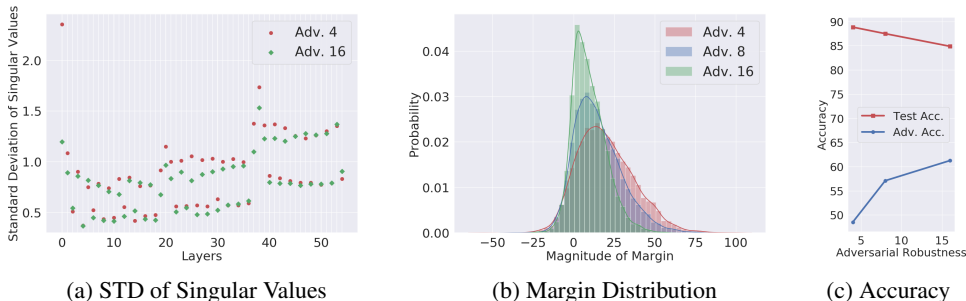 Standard Deviation of Singular Values
2.0
1.5
1.0
0.5
0 10 20 30 40 50
Layers
Adv. 4
Adv. 16
(a) STD of Singular Values
Probability
0.04
0.03
0.02
0.01
0.00
−50 −25 0 25 50 75 100
Magnitude of Margin
Adv. 4
Adv. 8
Adv. 16
(b) Margin Distribution
Accuracy
90
85
80
75
70
65
60
55
50
5 10 15
Adversarial Robustness
Test Acc.
Adv. Acc.
(c) Accuracy